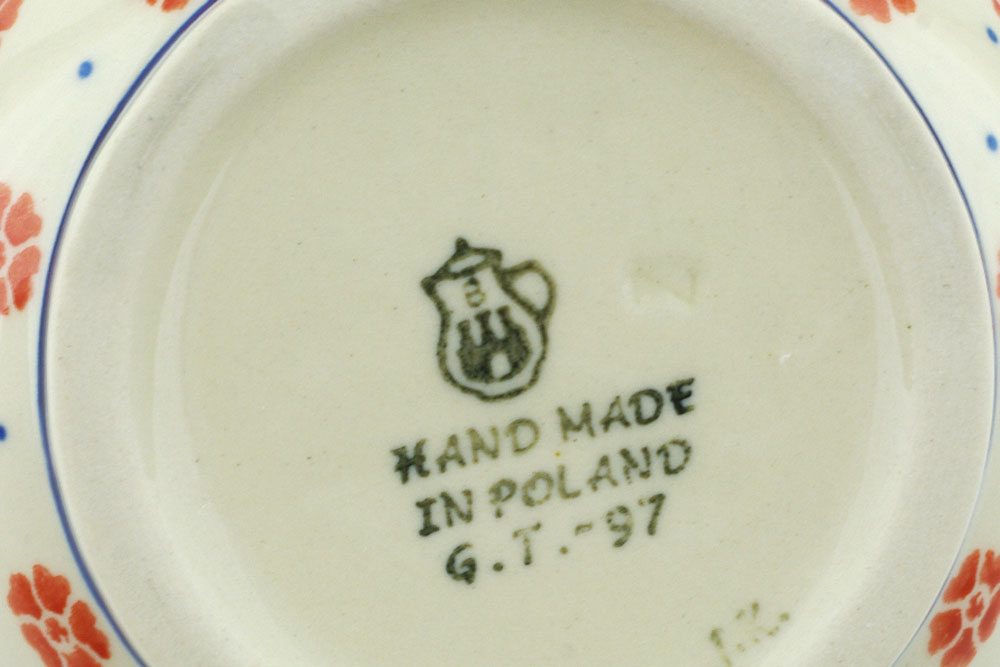 B
HAND MADE
IN POLAND
G.T.-97